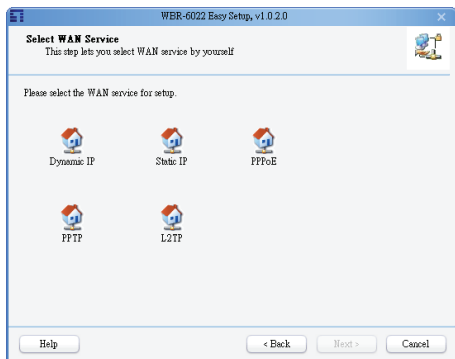 WBR-6022 Easy Setup, v1.0.2.0
Select WAN Service
This step lets you select WAN service by yourself
Please select the WAN service for setup.
Dynamic IP Static IP PPPoE
PPTP L2TP
Help < Back Next > Cancel